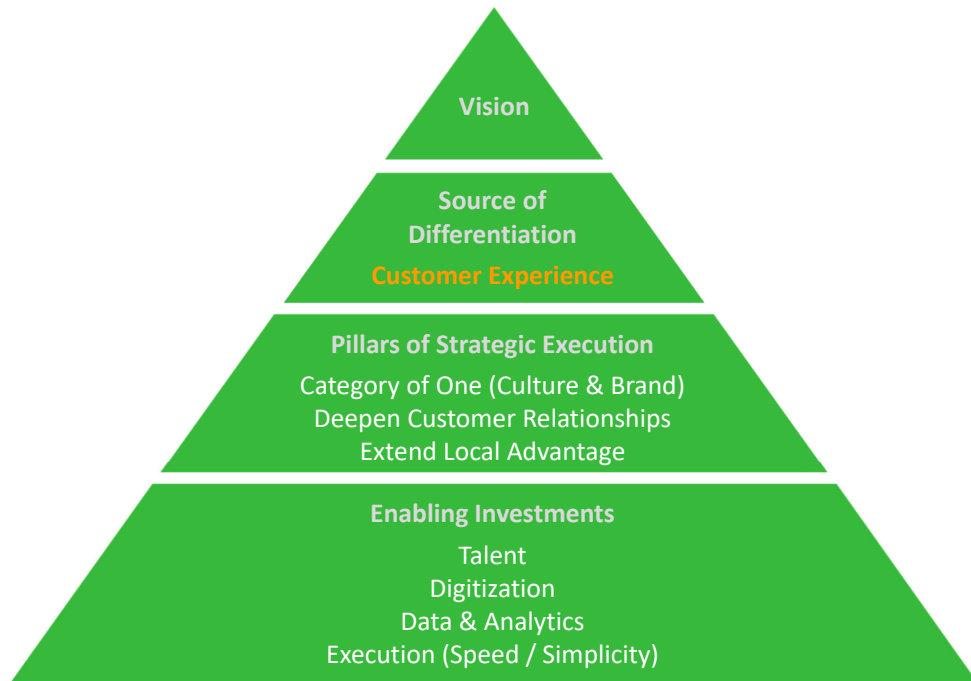 Vision
Source of
Differentiation
Customer Experience
Pillars of Strategic Execution
Category of One (Culture & Brand)
Deepen Customer Relationships
Extend Local Advantage
Enabling Investments
Talent
Digitization
Data & Analytics
Execution (Speed / Simplicity)